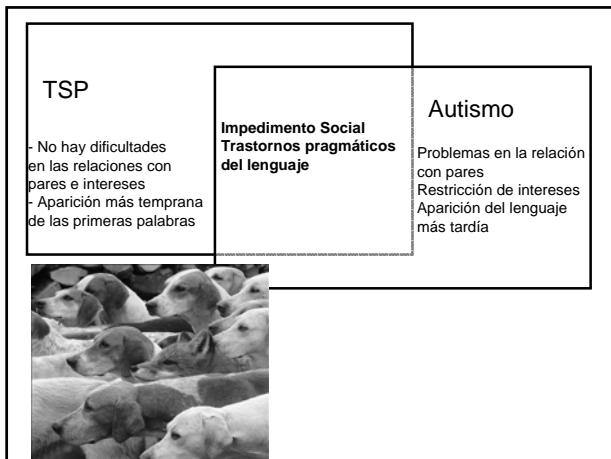 TSP
- No hay dificultades
en las relaciones con
pares e intereses
- Aparición más temprana
de las primeras palabras
Impedimento Social
Trastornos pragmáticos
del lenguaje
Autismo
Problemas en la relación
con pares
Restricción de intereses
Aparición del lenguaje
más tardía